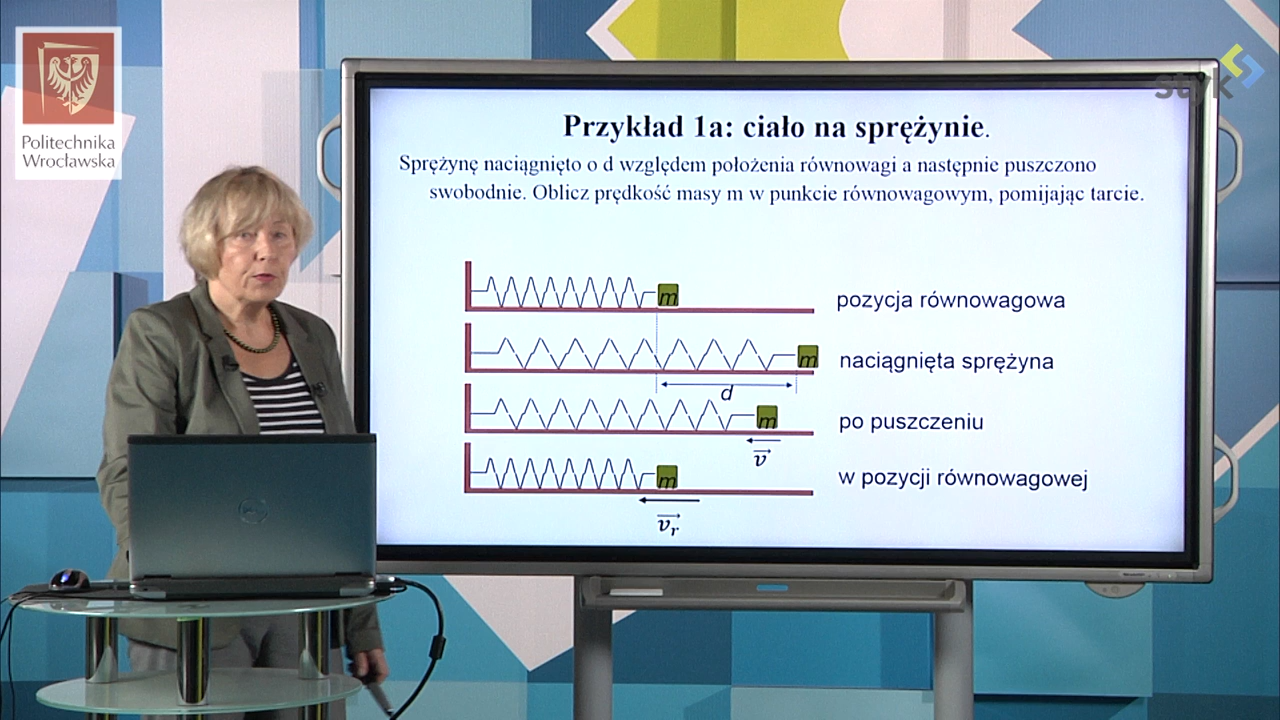 Politechnika
Wrocławska
styk
Przykład 1a: ciało na sprężynie.
Sprężynę naciągnięto o d względem położenia równowagi a następnie puszczono
swobodnie. Oblicz prędkość masy m w punkcie równowagowym, pomijając tarcie.
m
pozycja równowagowa
m
naciągnięta sprężyna
d
m
po puszczeniu
v
m
w pozycji równowagowej
vr